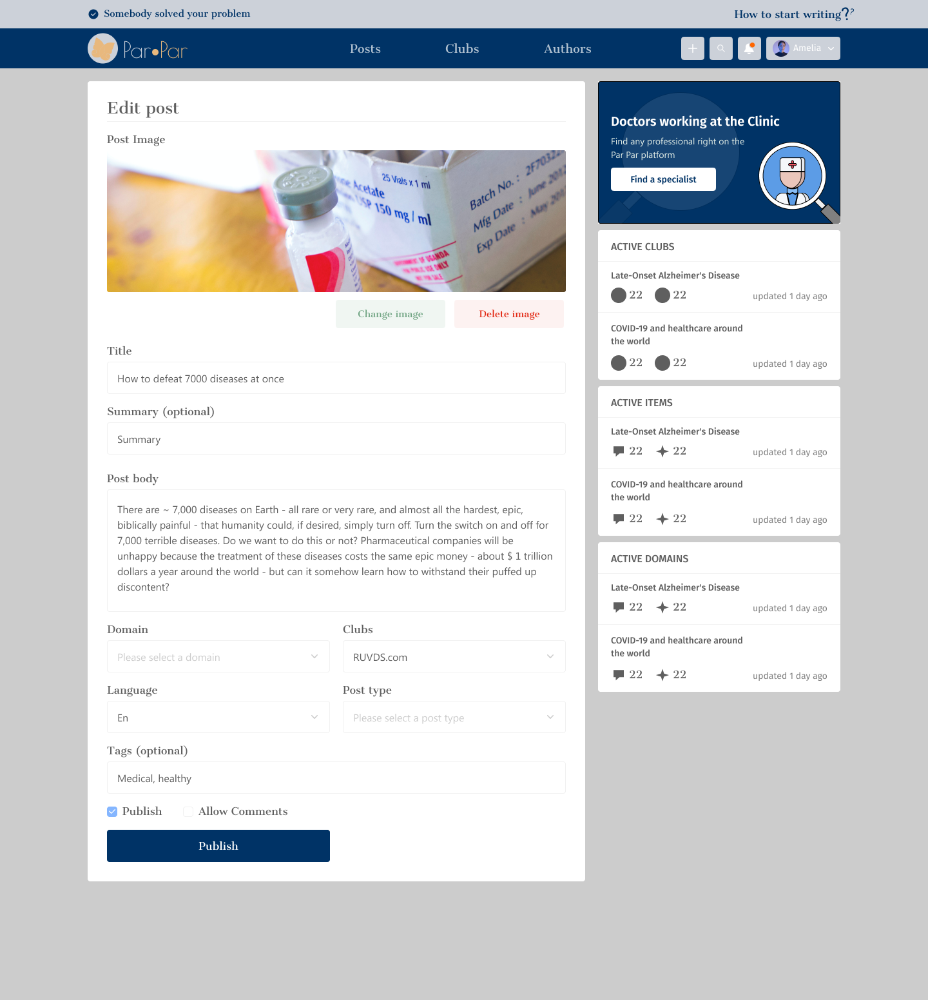 Somebody solved your problem
How to start writing??
Par Par
Posts
Clubs
Authors
Amelia
Edit post
Post Image
25 Vials x 1 ml
Acetate
USP 150 mg / ml
2F70322
Batch No. :
Mfg Date :
June 2012
Exp Date :
May 201
GOVERNMENT OF UGANDA
FOR PUBLIC USE ONLY
NOT FOR SALE
Change image
Delete image
Title
How to defeat 7000 diseases at once
Summary (optional)
Summary
Post body
There are ~ 7,000 diseases on Earth - all rare or very rare, and almost all the hardest, epic,
biblically painful - that humanity could, if desired, simply turn off. Turn the switch on and off for
7,000 terrible diseases. Do we want to do this or not? Pharmaceutical companies will be
unhappy because the treatment of these diseases costs the same epic money - about $ 1 trillion
dollars a year around the world - but can it somehow learn how to withstand their puffed up
discontent?
Domain
Clubs
Please select a domain
RUVDS.com
Language
Post type
En
Please select a post type
Tags (optional)
Medical, healthy
Publish
Allow Comments
Publish
Doctors working at the Clinic
Find any professional right on the
Par Par platform
Find a specialist
ACTIVE CLUBS
Late-Onset Alzheimer's Disease
22 22 updated 1 day ago
COVID-19 and healthcare around
the world
22 22 updated 1 day ago
ACTIVE ITEMS
Late-Onset Alzheimer's Disease
22 22 updated 1 day ago
COVID-19 and healthcare around
the world
22 22 updated 1 day ago
ACTIVE DOMAINS
Late-Onset Alzheimer's Disease
22 22 updated 1 day ago
COVID-19 and healthcare around
the world
22 22 updated 1 day ago